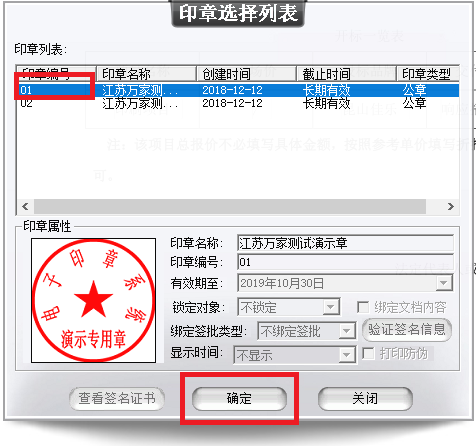 印章选择列表
开标一览表
印章列表:
印章编号 印章名称 创建时间 截止时间 印章类型
01 江苏万家测... 2018-12-12 长期有效 公章
02 江苏万家测... 2018-12-12 长期有效 公章
注：该项目总报价不必填写具体金额，按照参考单价填写折
可。
印章属性
电子印章系统
演示专用章
印章名称: 江苏万家测试演示章
印章编号: 01
有效期至: 2019年10月30日
锁定对象: 不锁定 绑定文档内容
绑定签批类型: 不绑定签批 验证签名信息
显示时间: 不显示 打印防伪
查看签名证书 确定 关闭